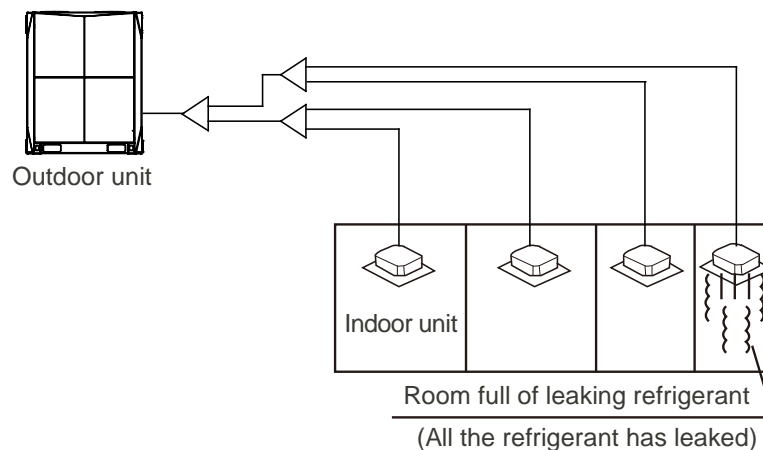 Outdoor unit
Indoor unit
Room full of leaking refrigerant
(All the refrigerant has leaked)